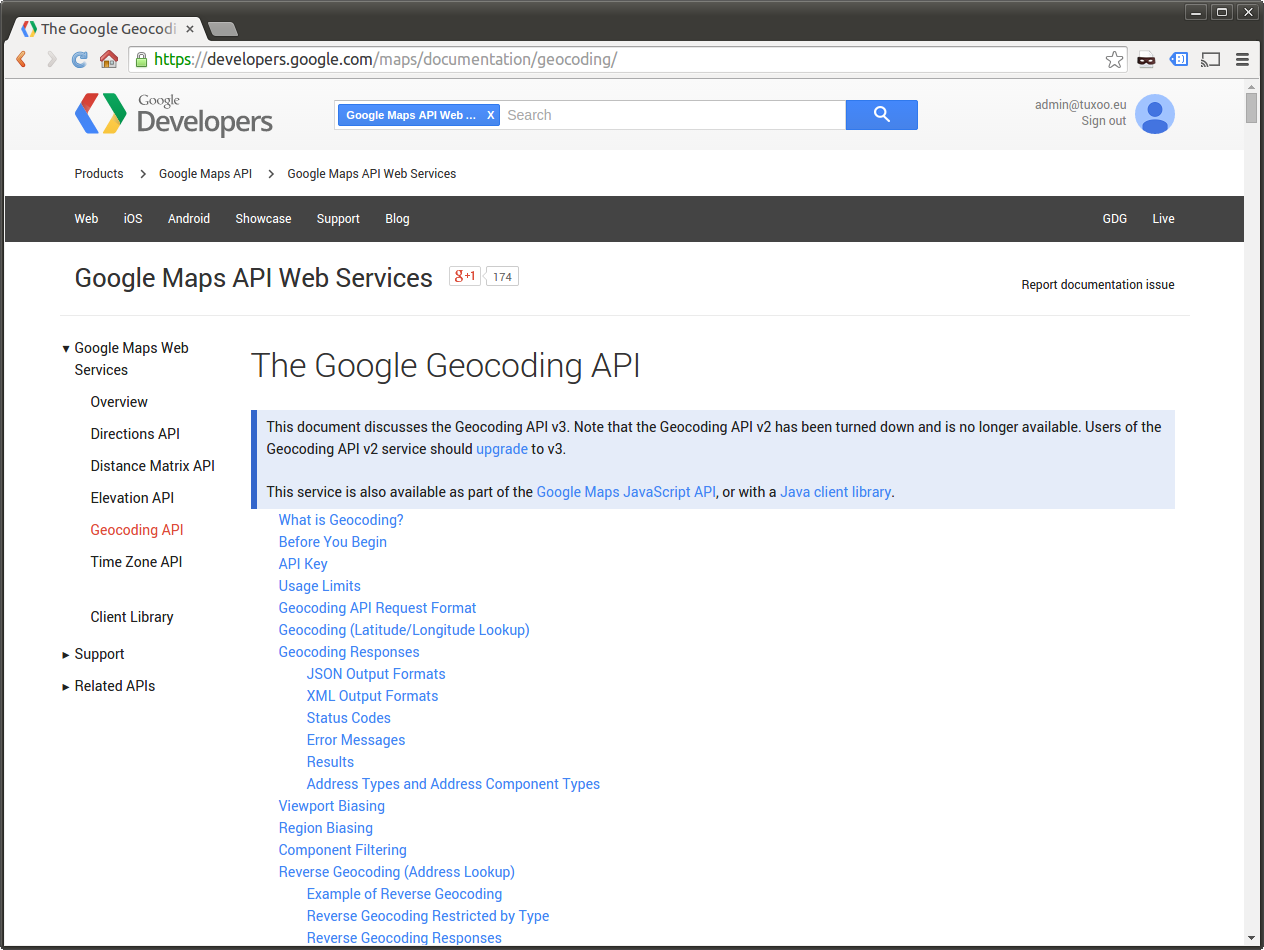 The Google Geocodi
https://developers.google.com/maps/documentation/geocoding/
Google
Developers
Google Maps API Web ... X Search
admin@tuxoo.eu
Sign out
Products > Google Maps API > Google Maps API Web Services
Web iOS Android Showcase Support Blog GDG Live
Google Maps API Web Services g+1 174
Report documentation issue
Google Maps Web
Services
Overview
Directions API
Distance Matrix API
Elevation API
Geocoding API
Time Zone API
Client Library
Support
Related APIs
The Google Geocoding API
This document discusses the Geocoding API v3. Note that the Geocoding API v2 has been turned down and is no longer available. Users of the
Geocoding API v2 service should upgrade to v3.
This service is also available as part of the Google Maps JavaScript API, or with a Java client library.
What is Geocoding?
Before You Begin
API Key
Usage Limits
Geocoding API Request Format
Geocoding (Latitude/Longitude Lookup)
Geocoding Responses
JSON Output Formats
XML Output Formats
Status Codes
Error Messages
Results
Address Types and Address Component Types
Viewport Biasing
Region Biasing
Component Filtering
Reverse Geocoding (Address Lookup)
Example of Reverse Geocoding
Reverse Geocoding Restricted by Type
Reverse Geocoding Responses